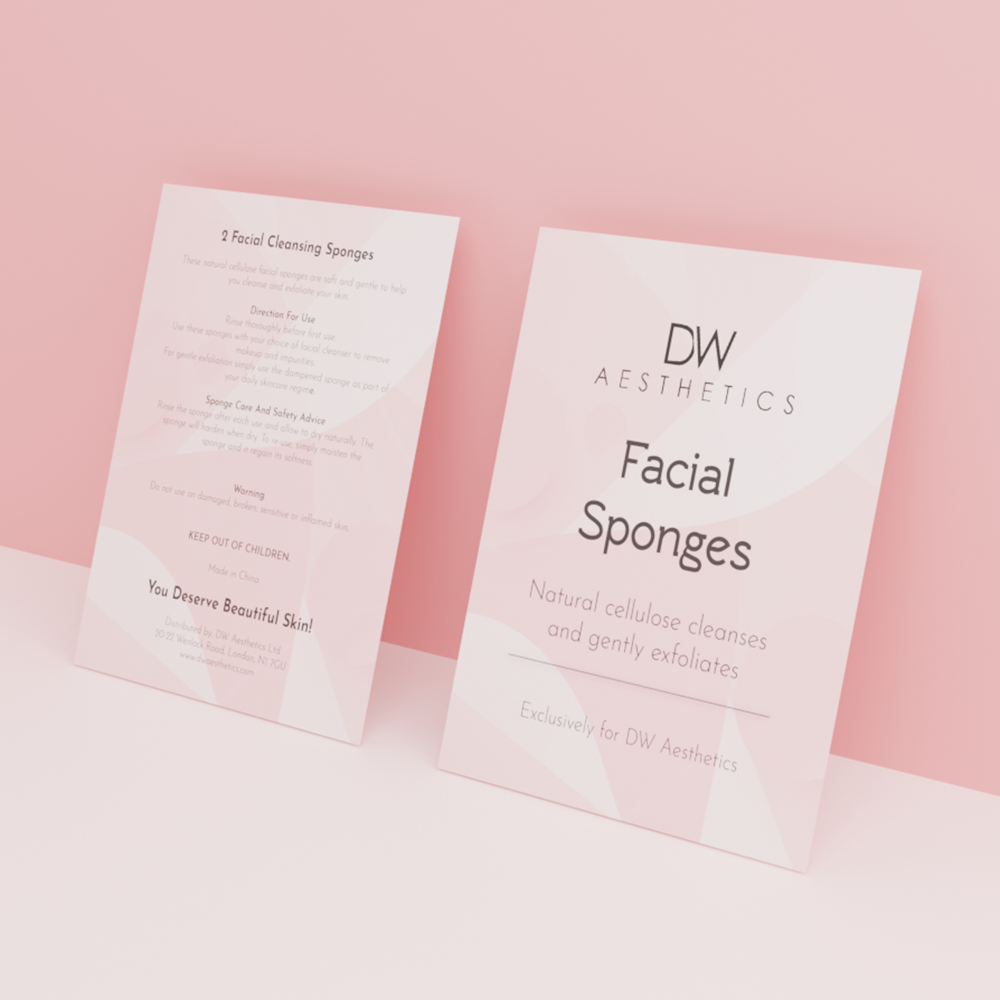 2 Facial Cleansing Sponges
These natural cellulose facial sponges are soft and gentle to help
you cleanse and exfoliate your skin.
Direction For Use
Rinse thoroughly before first use.
Use these sponges with your choice of facial cleanser to remove
makeup and impurities.
For gentle exfoliation simply use the dampened sponge as part of
your daily skincare regime.
Sponge Care And Safety Advice
Rinse the sponge after each use and allow to dry naturally. The
sponge will harden when dry. To re-use, simply moisten the
sponge and it regain its softness.
Warning
Do not use on damaged, broken, sensitive or inflamed skin.
KEEP OUT OF CHILDREN.
Made in China
You Deserve Beautiful Skin!
Distributed by: DW Aesthetics Ltd
20-22 Wenlock Road, London, N1 7GU
www.dwaesthetics.com
DW
AESTHETICS
Facial
Sponges
Natural cellulose cleanses
and gently exfoliates
Exclusively for DW Aesthetics